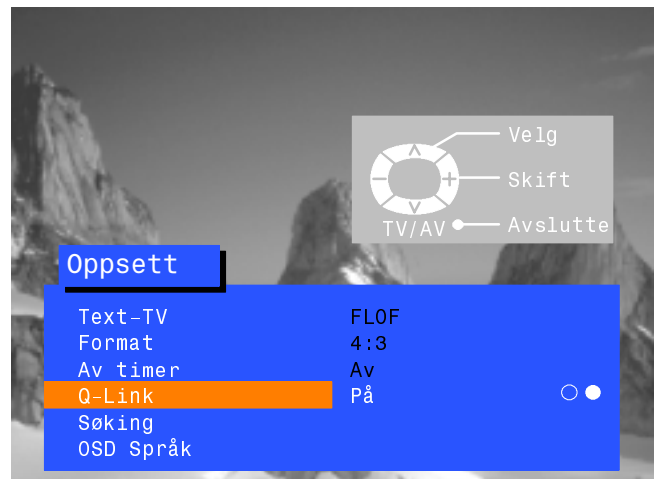 Velg
Skift
TV/AV Avslutte
Oppsett
Text-TV FLOF
Format 4:3
Av timer Av
Q-Link På
Søking
OSD Språk